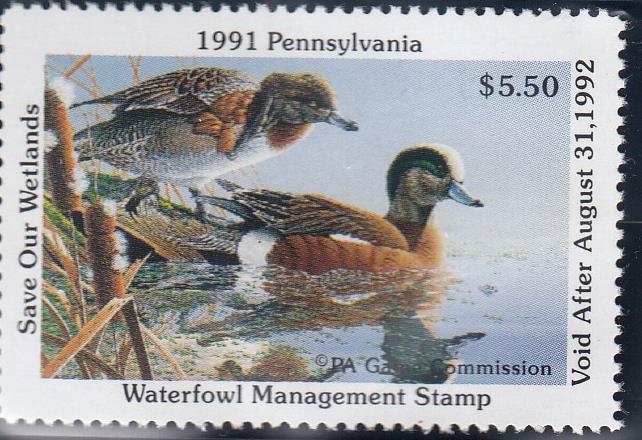 1991 Pennsylvania
$5.50
Save Our Wetlands
Void After August 31,1992
©PA Game Commission
Waterfowl Management Stamp